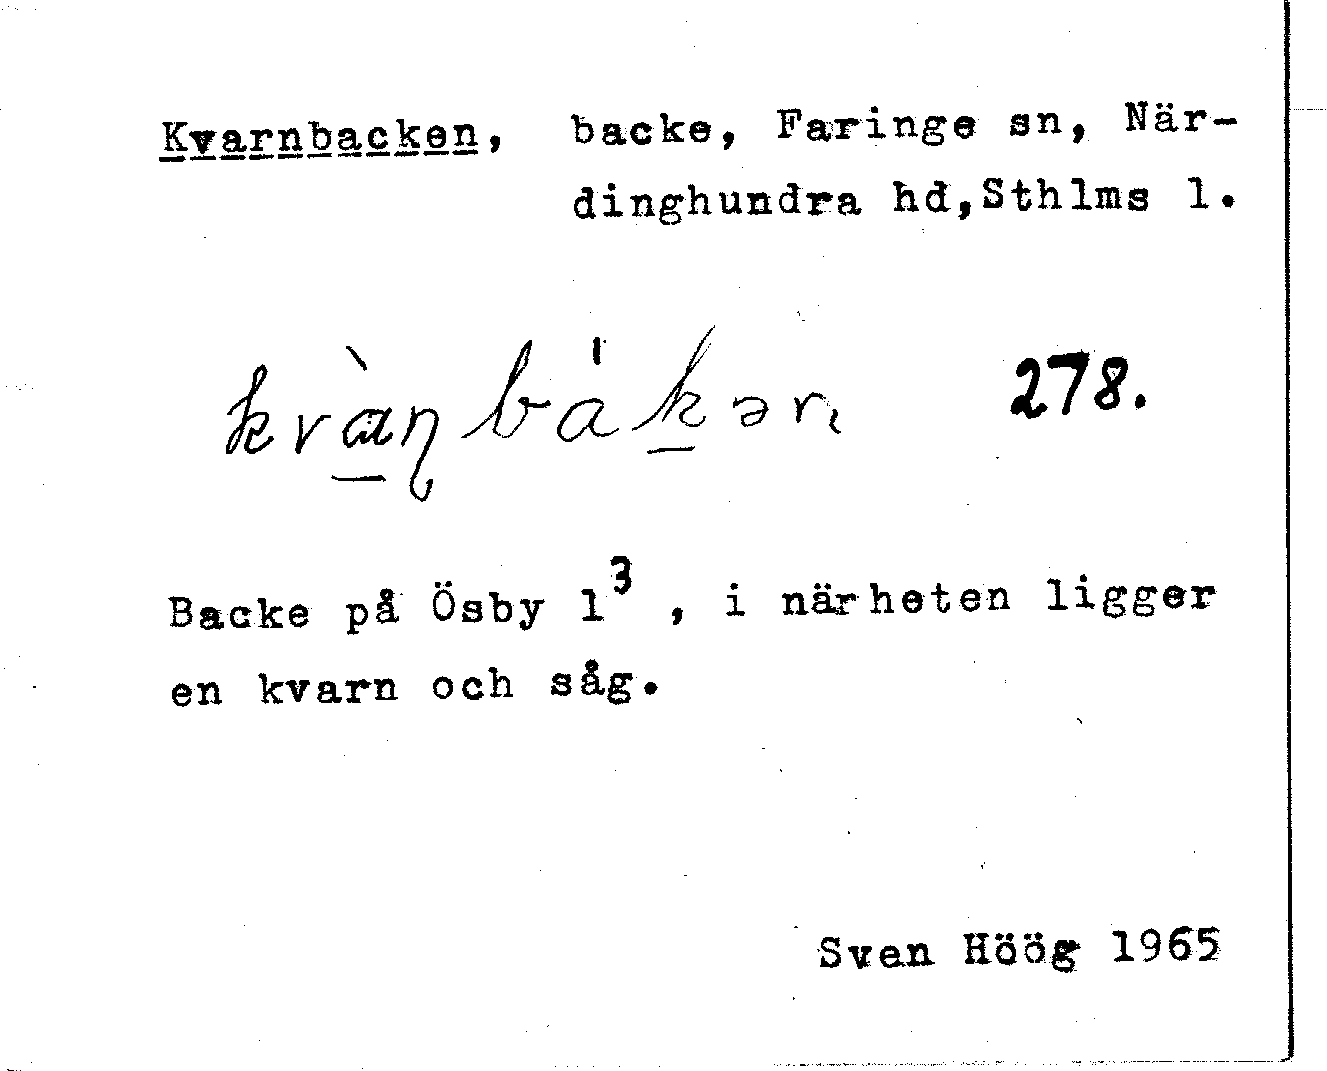 Kvarnbacken, backe, Faringe sn, När-
dinghundra hd,Sthlms l.
kvàɳbákən 278.
Backe på Ösby 1³, i närheten ligger
en kvarn och såg.
Sven Höög 1965